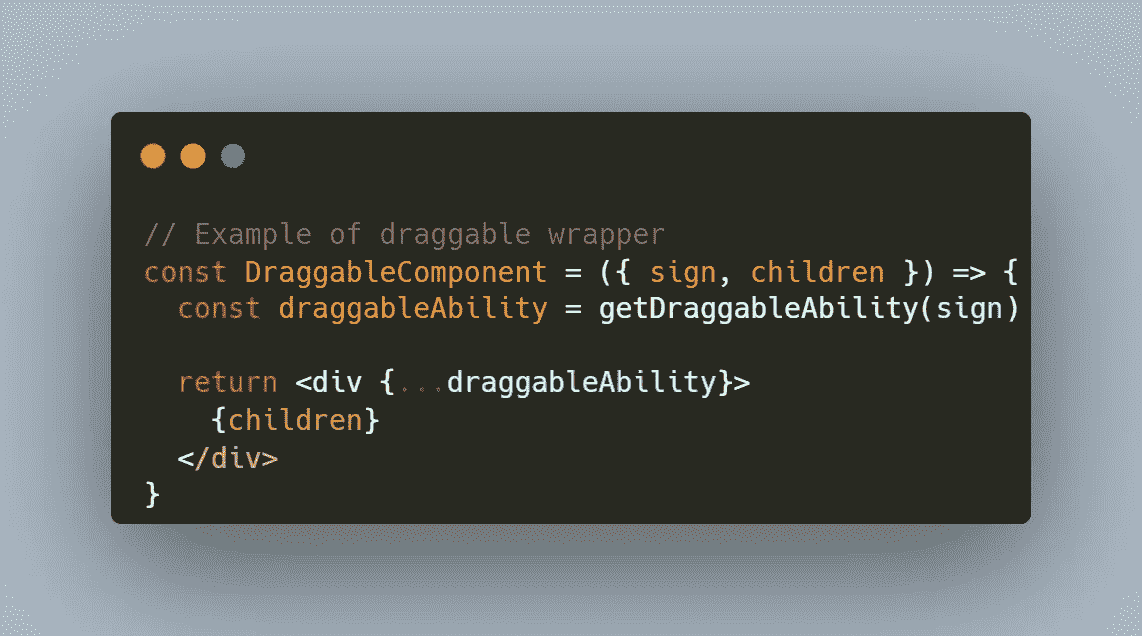 // Example of draggable wrapper
const DraggableComponent = ({ sign, children }) => {
  const draggableAbility = getDraggableAbility(sign)

  return <div {...draggableAbility}>
    {children}
  </div>
}